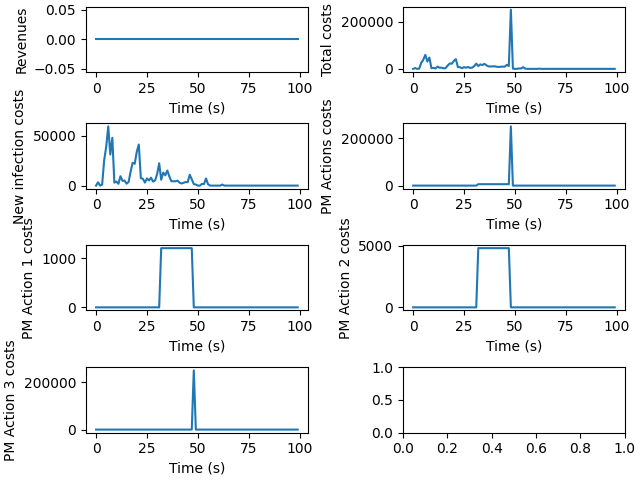 Revenues
0.05
0.00
−0.05
0 25 50 75 100
Time (s)
Total costs
200000
0
0 25 50 75 100
Time (s)
New infection costs
50000
0
0 25 50 75 100
Time (s)
PM Actions costs
200000
0
0 25 50 75 100
Time (s)
PM Action 1 costs
1000
0
0 25 50 75 100
Time (s)
PM Action 2 costs
5000
0
0 25 50 75 100
Time (s)
PM Action 3 costs
200000
0
0 25 50 75 100
Time (s)
1.0
0.5
0.0
0.0 0.2 0.4 0.6 0.8 1.0